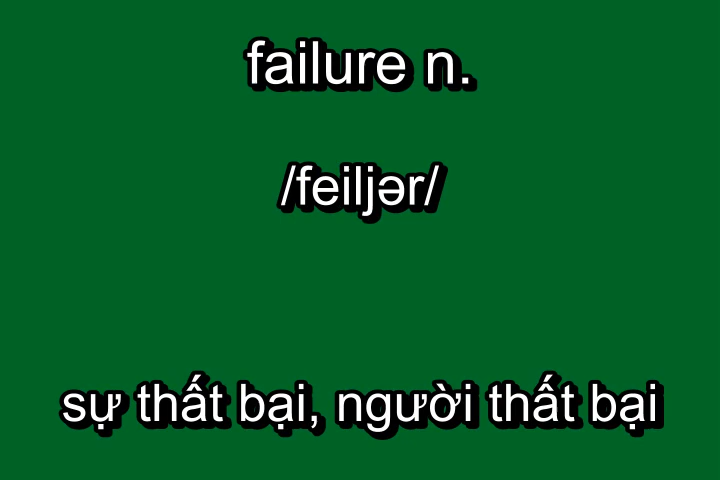 failure n.
/feiljər/
sự thất bại, người thất bại